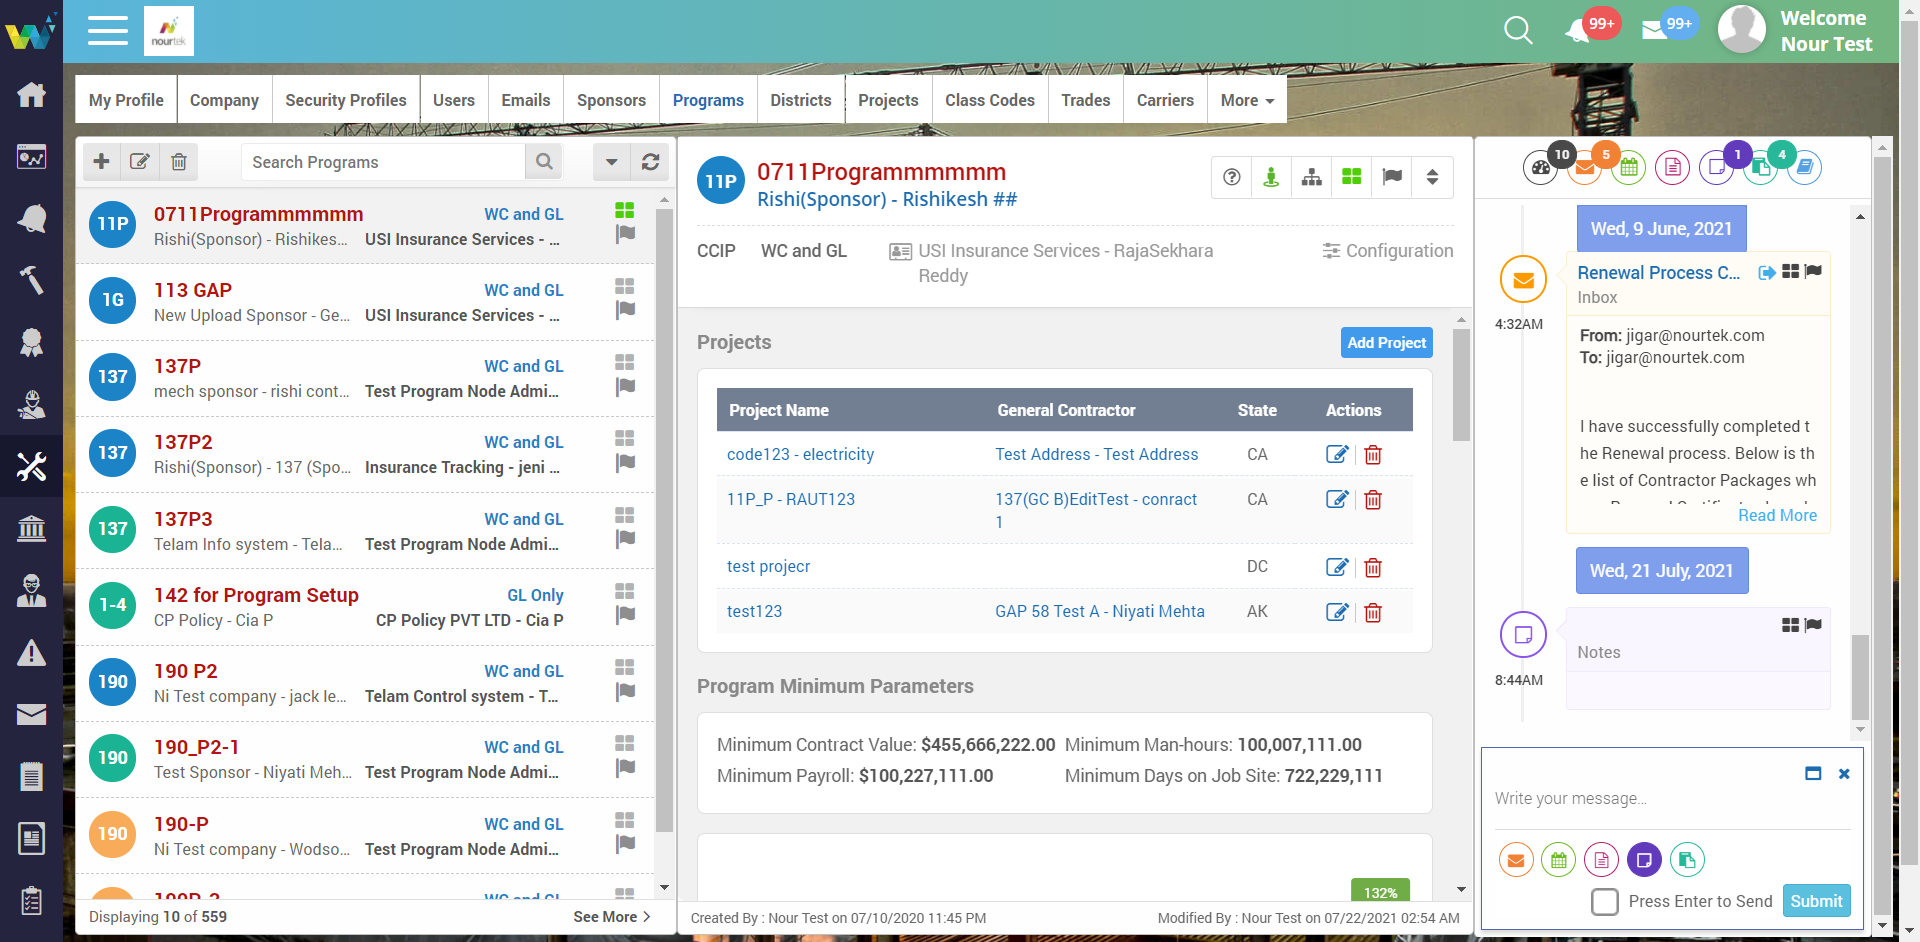 nourtek
99+
99+
Welcome
Nour Test
My Profile
Company
Security Profiles
Users
Emails
Sponsors
Programs
Districts
Projects
Class Codes
Trades
Carriers
More
Search Programs
11P
0711Programmmmmm
WC and GL
Rishi(Sponsor) - Rishikes...
USI Insurance Services - ...
1G
113 GAP
WC and GL
New Upload Sponsor - Ge...
USI Insurance Services - ...
137
137P
WC and GL
mech sponsor - rishi cont...
Test Program Node Admi...
137
137P2
WC and GL
Rishi(Sponsor) - 137 (Spo...
Insurance Tracking - jeni ...
137
137P3
WC and GL
Telam Info system - Tela...
Test Program Node Admi...
1-4
142 for Program Setup
GL Only
CP Policy - Cia P
CP Policy PVT LTD - Cia P
190
190 P2
WC and GL
Ni Test company - jack le...
Telam Control system - T...
190
190_P2-1
WC and GL
Test Sponsor - Niyati Meh...
Test Program Node Admi...
190
190-P
WC and GL
Ni Test company - Wodso...
Test Program Node Admi...
Displaying 10 of 559
See More
11P
0711Programmmmmm
Rishi(Sponsor) - Rishikesh ##
CCIP
WC and GL
USI Insurance Services - RajaSekhara
Reddy
Configuration
Projects
Add Project
Project Name
General Contractor
State
Actions
code123 - electricity
Test Address - Test Address
CA
11P_P - RAUT123
137(GC B)EditTest - conract
1
CA
test projecr
DC
test123
GAP 58 Test A - Niyati Mehta
AK
Program Minimum Parameters
Minimum Contract Value: $455,666,222.00
Minimum Man-hours: 100,007,111.00
Minimum Payroll: $100,227,111.00
Minimum Days on Job Site: 722,229,111
132%
Created By : Nour Test on 07/10/2020 11:45 PM
Modified By : Nour Test on 07/22/2021 02:54 AM
10
5
1
4
Wed, 9 June, 2021
Renewal Process C...
Inbox
4:32AM
From: jigar@nourtek.com
To: jigar@nourtek.com
I have successfully completed t
he Renewal process. Below is th
e list of Contractor Packages wh
Read More
Wed, 21 July, 2021
Notes
8:44AM
Write your message...
Press Enter to Send
Submit